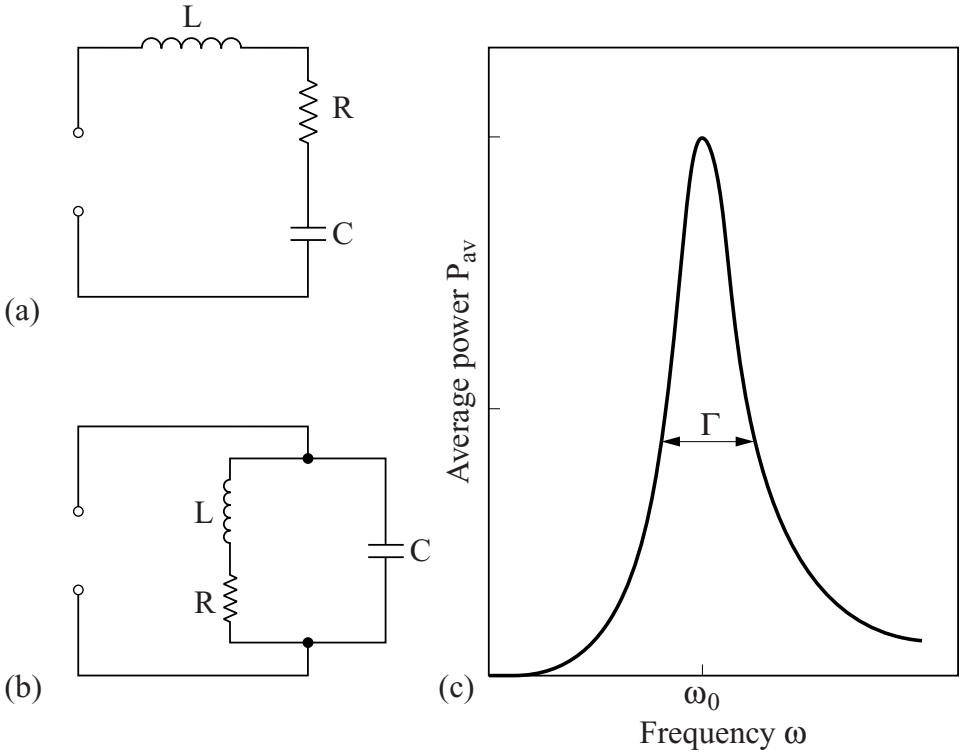 L
R
C
(a)
L
R
C
(b)
Average power P_av
Γ
(c)
ω₀
Frequency ω